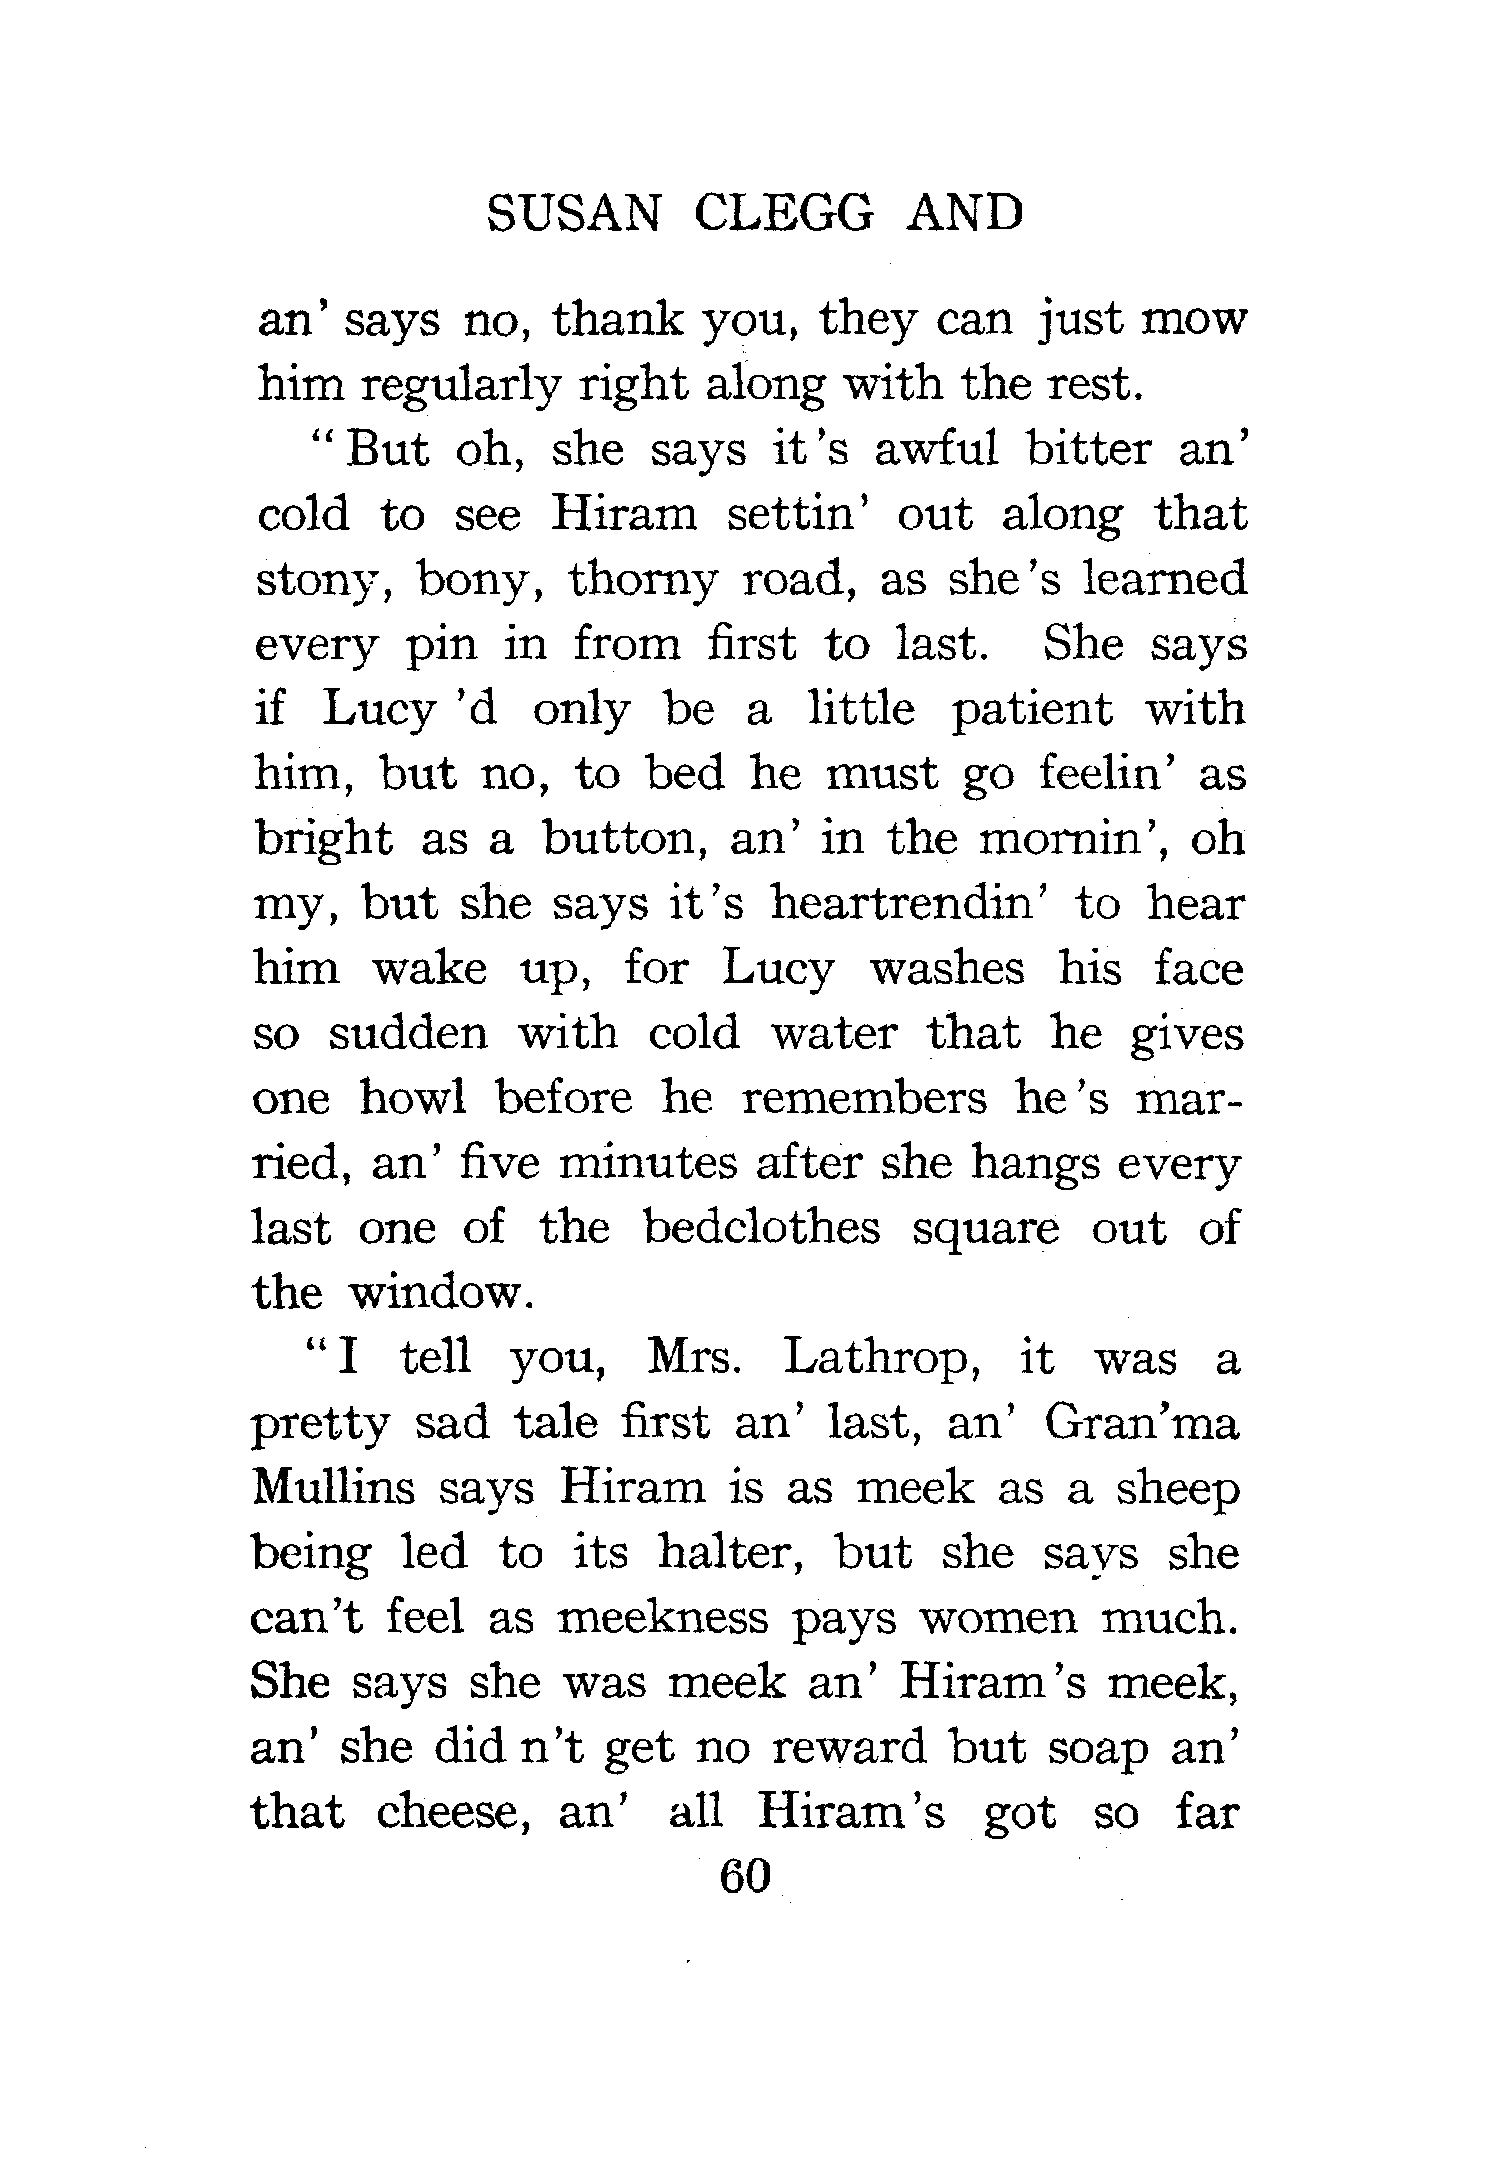 SUSAN CLEGG AND
an' says no, thank you, they can just mow
him regularly right along with the rest.
"But oh, she says it's awful bitter an'
cold to see Hiram settin' out along that
stony, bony, thorny road, as she's learned
every pin in from first to last. She says
if Lucy 'd only be a little patient with
him, but no, to bed he must go feelin' as
bright as a button, an' in the mornin', oh
my, but she says it's heartrendin' to hear
him wake up, for Lucy washes his face
so sudden with cold water that he gives
one howl before he remembers he's mar-
ried, an' five minutes after she hangs every
last one of the bedclothes square out of
the window.
"I tell you, Mrs. Lathrop, it was a
pretty sad tale first an' last, an' Gran'ma
Mullins says Hiram is as meek as a sheep
being led to its halter, but she says she
can't feel as meekness pays women much.
She says she was meek an' Hiram's meek,
an' she did n't get no reward but soap an'
that cheese, an' all Hiram's got so far
60